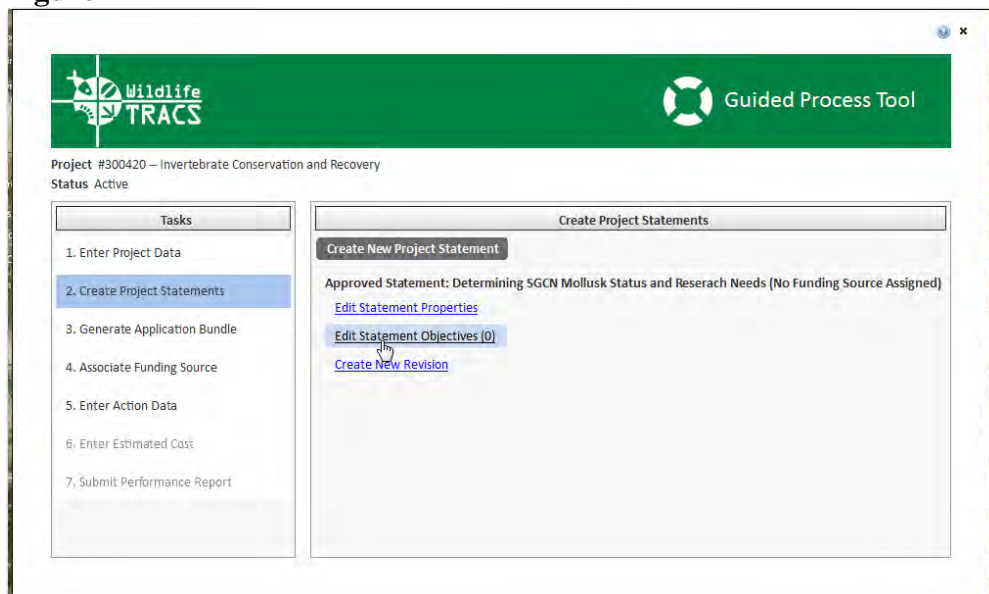 Wildlife
TRACS
Guided Process Tool
Project #300420 – Invertebrate Conservation and Recovery
Status Active
Tasks
1. Enter Project Data
2. Create Project Statements
3. Generate Application Bundle
4. Associate Funding Source
5. Enter Action Data
6. Enter Estimated Cost
7. Submit Performance Report
Create Project Statements
Create New Project Statement
Approved Statement: Determining SGCN Mollusk Status and Reserach Needs (No Funding Source Assigned)
Edit Statement Properties
Edit Statement Objectives (0)
Create New Revision